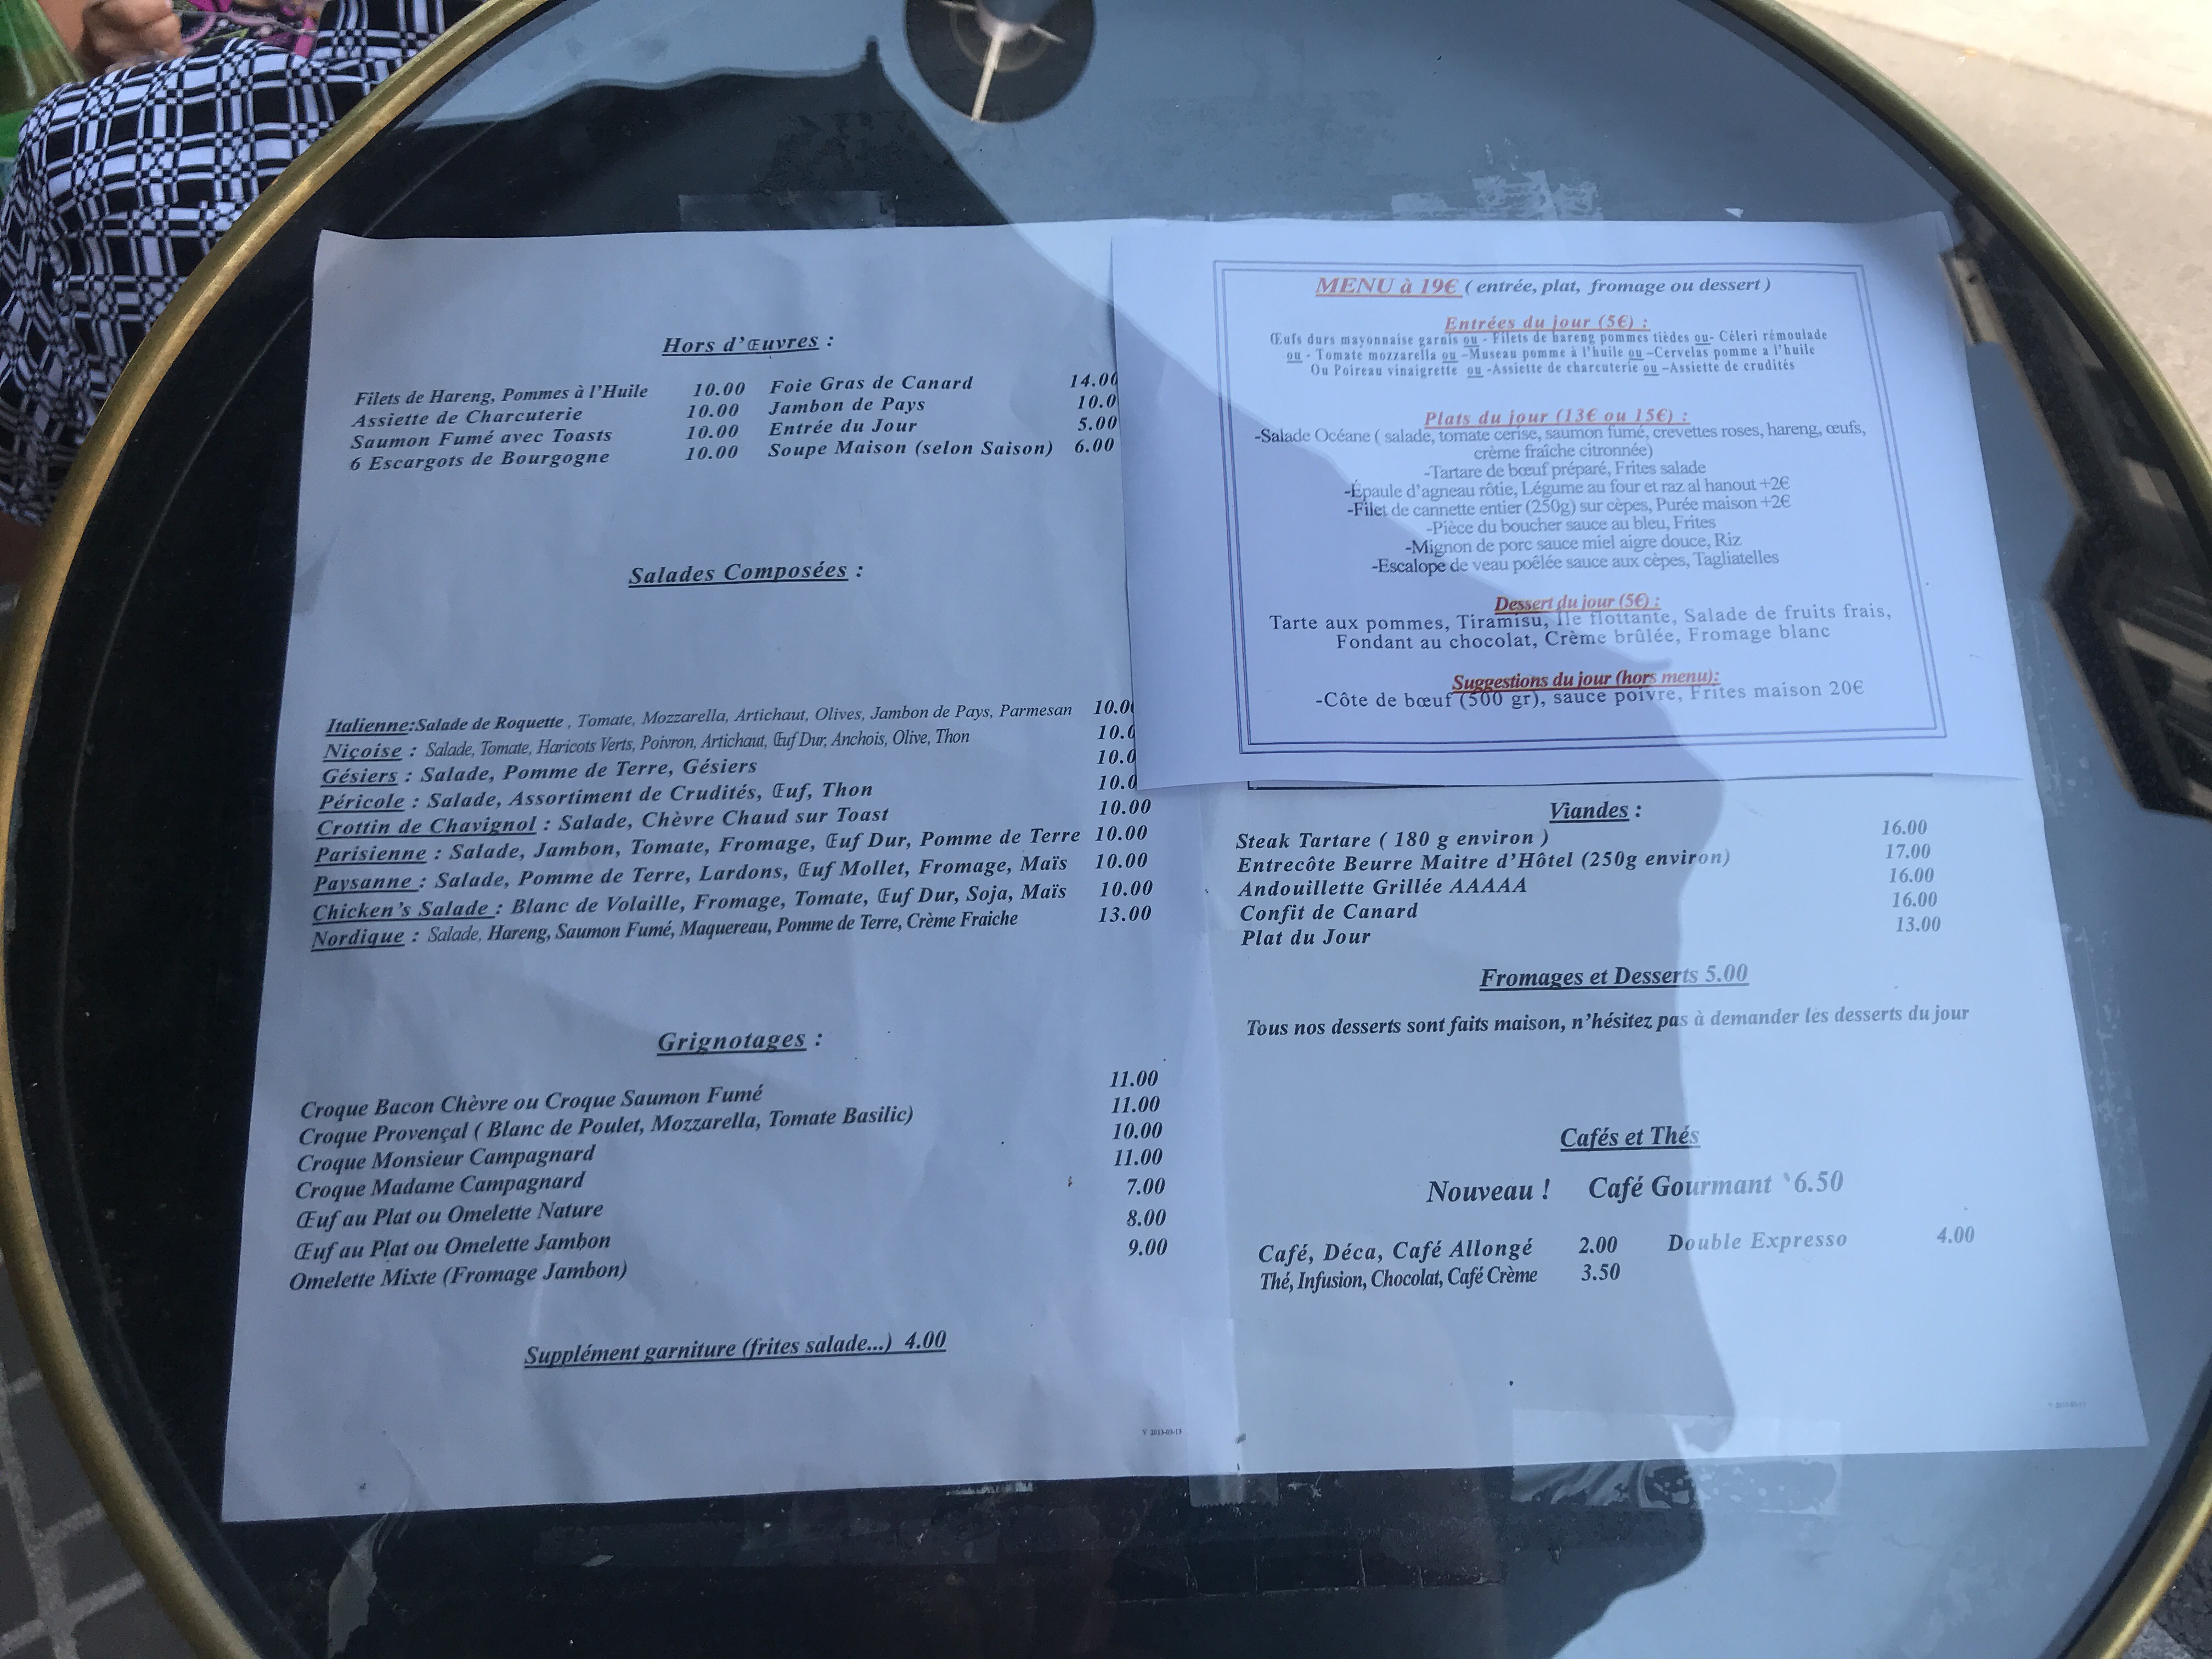 Hors d'Œuvres :
Filets de Hareng, Pommes à l'Huile 10.00 Foie Gras de Canard 14.00
Assiette de Charcuterie 10.00 Jambon de Pays 10.0
Saumon Fumé avec Toasts 10.00 Entrée du Jour 5.00
6 Escargots de Bourgogne 10.00 Soupe Maison (selon Saison) 6.00
Salades Composées :
Italienne:Salade de Roquette , Tomate, Mozzarella, Artichaut, Olives, Jambon de Pays, Parmesan 10.00
Niçoise : Salade, Tomate, Haricots Verts, Poivron, Artichaut, Œuf Dur, Anchois, Olive, Thon 10.0
Gésiers : Salade, Pomme de Terre, Gésiers 10.0
Péricole : Salade, Assortiment de Crudités, Œuf, Thon 10.0
Crottin de Chavignol : Salade, Chèvre Chaud sur Toast 10.00
Parisienne : Salade, Jambon, Tomate, Fromage, Œuf Dur, Pomme de Terre 10.00
Paysanne : Salade, Pomme de Terre, Lardons, Œuf Mollet, Fromage, Maïs 10.00
Chicken's Salade : Blanc de Volaille, Fromage, Tomate, Œuf Dur, Soja, Maïs 10.00
Nordique : Salade, Hareng, Saumon Fumé, Maquereau, Pomme de Terre, Crème Fraiche 13.00
Grignotages :
Croque Bacon Chèvre ou Croque Saumon Fumé 11.00
Croque Provençal ( Blanc de Poulet, Mozzarella, Tomate Basilic) 11.00
Croque Monsieur Campagnard 10.00
Croque Madame Campagnard 11.00
Œuf au Plat ou Omelette Nature 7.00
Œuf au Plat ou Omelette Jambon 8.00
Omelette Mixte (Fromage Jambon) 9.00
Supplément garniture (frites salade...) 4.00
V 2013-03-13
MENU à 19€ ( entrée, plat, fromage ou dessert )
Entrées du jour (5€) :
Œufs durs mayonnaise garnis ou - Filets de hareng pommes tièdes ou- Céleri rémoulade
ou - Tomate mozzarella ou –Museau pomme à l'huile ou –Cervelas pomme a l'huile
Ou Poireau vinaigrette ou -Assiette de charcuterie ou –Assiette de crudités
Plats du jour (13€ ou 15€) :
-Salade Océane ( salade, tomate cerise, saumon fumé, crevettes roses, hareng, œufs,
crème fraîche citronnée)
-Tartare de bœuf préparé, Frites salade
-Épaule d'agneau rôtie, Légume au four et raz al hanout +2€
-Filet de cannette entier (250g) sur cèpes, Purée maison +2€
-Pièce du boucher sauce au bleu, Frites
-Mignon de porc sauce miel aigre douce, Riz
-Escalope de veau poêlée sauce aux cèpes, Tagliatelles
Dessert du jour (5€) :
Tarte aux pommes, Tiramisu, Île flottante, Salade de fruits frais,
Fondant au chocolat, Crème brûlée, Fromage blanc
Suggestions du jour (hors menu):
-Côte de bœuf (500 gr), sauce poivre, Frites maison 20€
Viandes :
Steak Tartare ( 180 g environ ) 16.00
Entrecôte Beurre Maitre d'Hôtel (250g environ) 17.00
Andouillette Grillée AAAAA 16.00
Confit de Canard 16.00
Plat du Jour 13.00
Fromages et Desserts 5.00
Tous nos desserts sont faits maison, n'hésitez pas à demander les desserts du jour
Cafés et Thés
Nouveau ! Café Gourmant 6.50
Café, Déca, Café Allongé 2.00 Double Expresso 4.00
Thé, Infusion, Chocolat, Café Crème 3.50